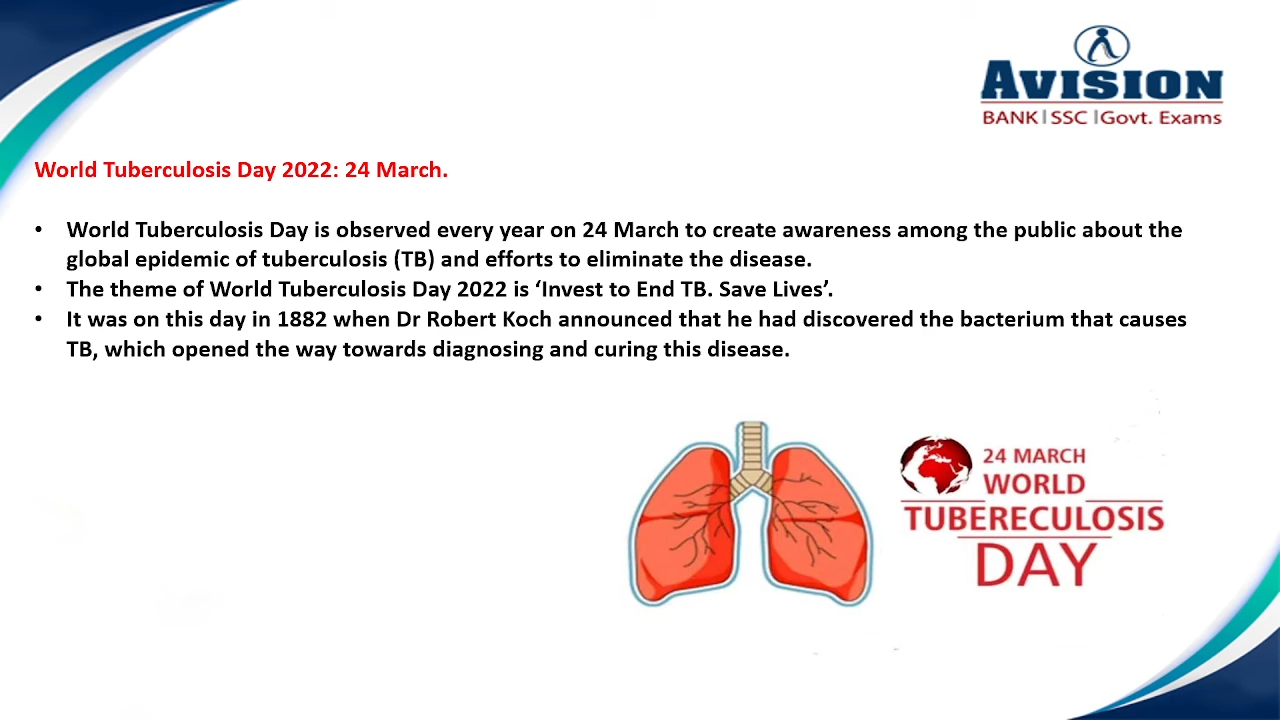 AVISION
BANK | SSC | Govt. Exams
World Tuberculosis Day 2022: 24 March.
• World Tuberculosis Day is observed every year on 24 March to create awareness among the public about the
global epidemic of tuberculosis (TB) and efforts to eliminate the disease.
• The theme of World Tuberculosis Day 2022 is ‘Invest to End TB. Save Lives’.
• It was on this day in 1882 when Dr Robert Koch announced that he had discovered the bacterium that causes
TB, which opened the way towards diagnosing and curing this disease.
24 MARCH
WORLD
TUBERECULOSIS
DAY